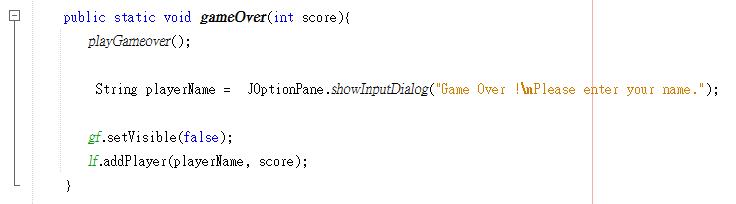 public static void gameOver(int score){
playGameover();
String playerName =  JOptionPane.showInputDialog("Game Over !\nPlease enter your name.");
gf.setVisible(false);
lf.addPlayer(playerName, score);
}